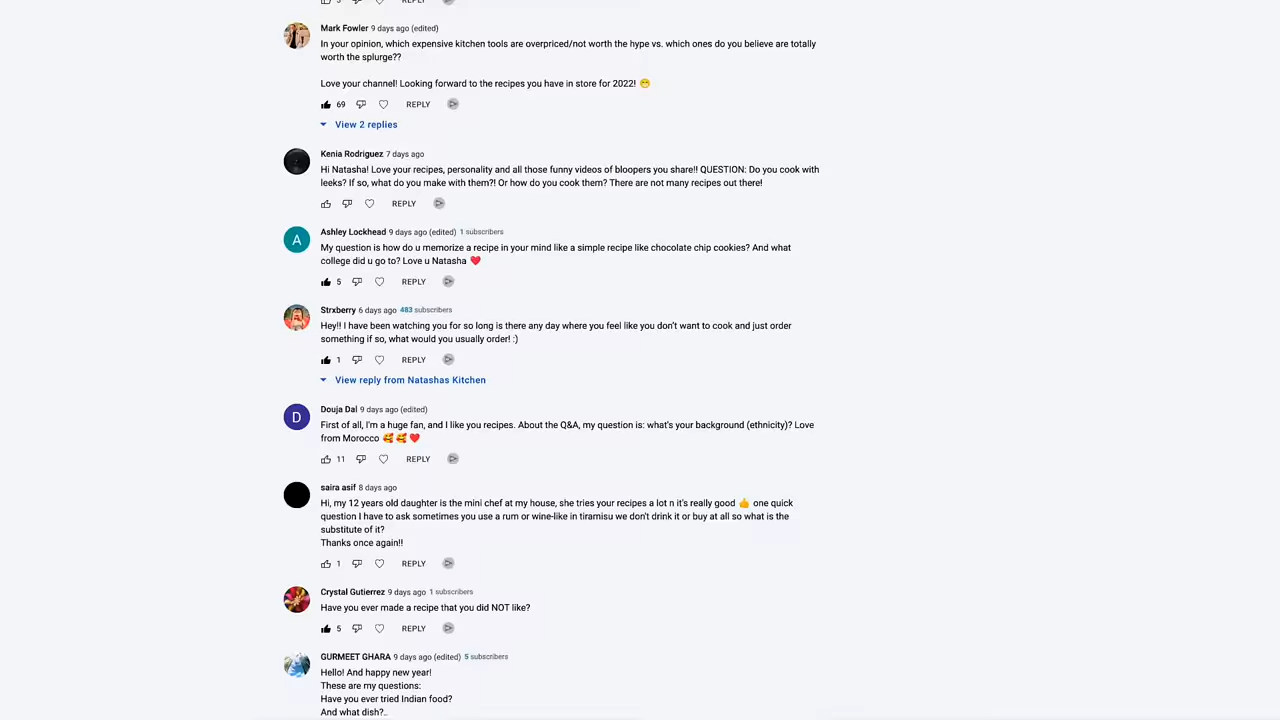 3 REPLY
Mark Fowler 9 days ago (edited)
In your opinion, which expensive kitchen tools are overpriced/not worth the hype vs. which ones do you believe are totally
worth the splurge??
Love your channel! Looking forward to the recipes you have in store for 2022! 😁
69 REPLY
View 2 replies
Kenia Rodriguez 7 days ago
Hi Natasha! Love your recipes, personality and all those funny videos of bloopers you share!! QUESTION: Do you cook with
leeks? If so, what do you make with them?! Or how do you cook them? There are not many recipes out there!
REPLY
A
Ashley Lockhead 9 days ago (edited) 1 subscribers
My question is how do u memorize a recipe in your mind like a simple recipe like chocolate chip cookies? And what
college did u go to? Love u Natasha ❤️
5 REPLY
Strxberry 6 days ago 483 subscribers
Hey!! I have been watching you for so long is there any day where you feel like you don't want to cook and just order
something if so, what would you usually order! :)
1 REPLY
View reply from Natashas Kitchen
D
Douja Dal 9 days ago (edited)
First of all, I'm a huge fan, and I like you recipes. About the Q&A, my question is: what's your background (ethnicity)? Love
from Morocco 🥰 🥰 ❤️
11 REPLY
saira asif 8 days ago
Hi, my 12 years old daughter is the mini chef at my house, she tries your recipes a lot n it's really good 👍 one quick
question I have to ask sometimes you use a rum or wine-like in tiramisu we don't drink it or buy at all so what is the
substitute of it?
Thanks once again!!
1 REPLY
Crystal Gutierrez 9 days ago 1 subscribers
Have you ever made a recipe that you did NOT like?
5 REPLY
GURMEET GHARA 9 days ago (edited) 5 subscribers
Hello! And happy new year!
These are my questions:
Have you ever tried Indian food?
And what dish?..